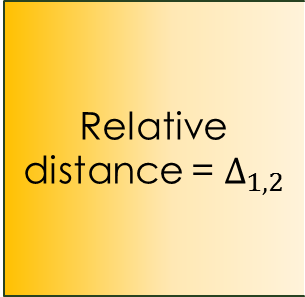 Relative
distance = Δ₁,₂